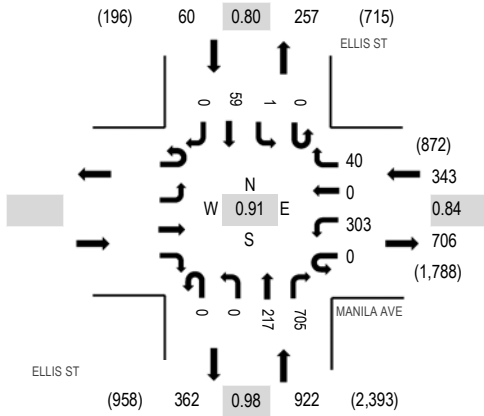 (196) 60 0.80 257 (715)
ELLIS ST
0 59 1 0
(872)
40
343
0
N
W 0.91 E
0.84
303
S
706
0
(1,788)
0 0 217 705
MANILA AVE
ELLIS ST
(958) 362 0.98 922 (2,393)